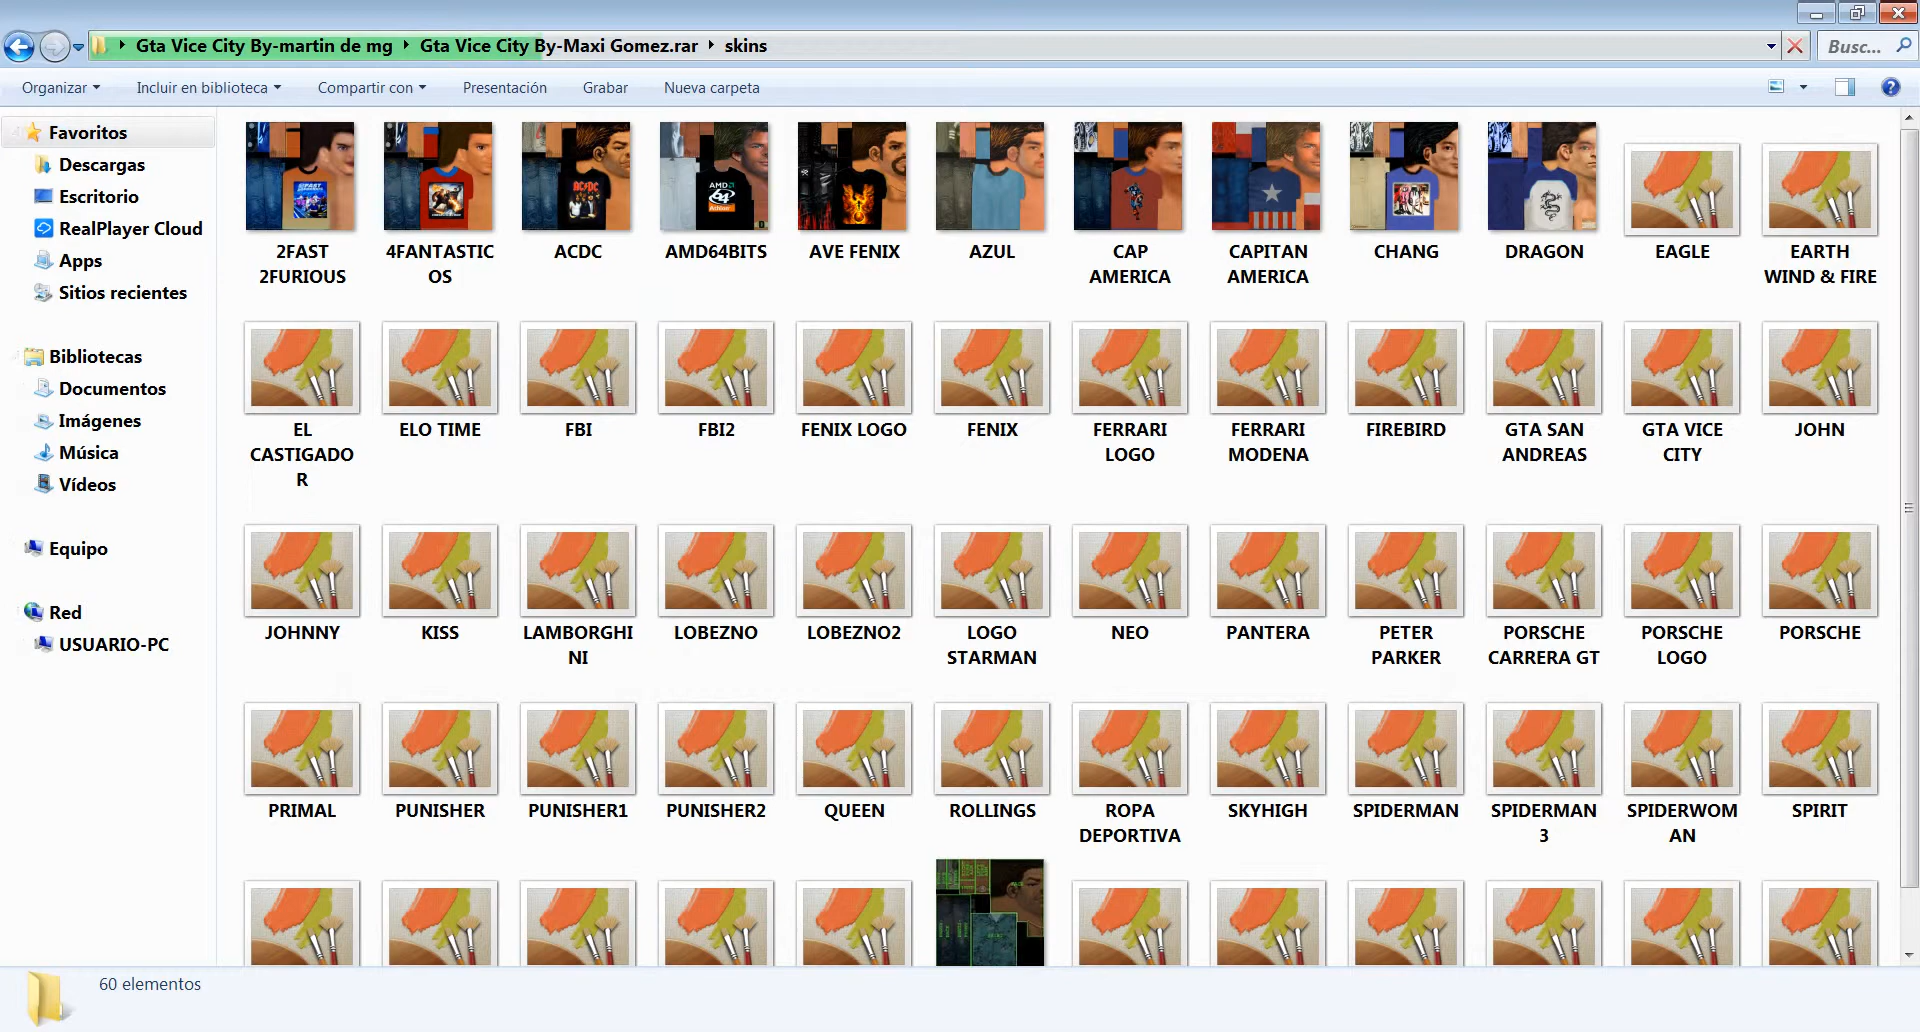 Gta Vice City By-martin de mg Gta Vice City By-Maxi Gomez.rar skins
Busc...
Organizar Incluir en biblioteca Compartir con Presentación Grabar Nueva carpeta
Favoritos
Descargas
Escritorio
RealPlayer Cloud
Apps
Sitios recientes
Bibliotecas
Documentos
Imágenes
Música
Vídeos
Equipo
Red
USUARIO-PC
2FAST
2FURIOUS
4FANTASTIC
OS
ACDC
AMD64BITS
AVE FENIX
AZUL
CAP
AMERICA
CAPITAN
AMERICA
CHANG
DRAGON
EAGLE
EARTH
WIND & FIRE
EL
CASTIGADO
R
ELO TIME
FBI
FBI2
FENIX LOGO
FENIX
FERRARI
LOGO
FERRARI
MODENA
FIREBIRD
GTA SAN
ANDREAS
GTA VICE
CITY
JOHN
JOHNNY
KISS
LAMBORGHI
NI
LOBEZNO
LOBEZNO2
LOGO
STARMAN
NEO
PANTERA
PETER
PARKER
PORSCHE
CARRERA GT
PORSCHE
LOGO
PORSCHE
PRIMAL
PUNISHER
PUNISHER1
PUNISHER2
QUEEN
ROLLINGS
ROPA
DEPORTIVA
SKYHIGH
SPIDERMAN
SPIDERMAN
3
SPIDERWOM
AN
SPIRIT
60 elementos